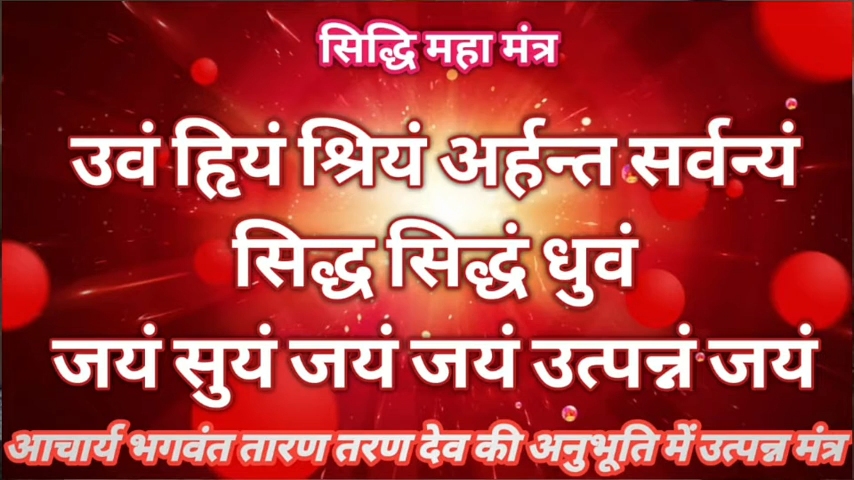 सिद्धि महा मंत्र
उवं ह्रियं श्रियं अर्हन्त सर्वन्यं
सिद्ध सिद्धं धुवं
जयं सुयं जयं जयं उत्पन्नं जयं
आचार्य भगवंत तारण तरण देव की अनुभूति में उत्पन्न मंत्र